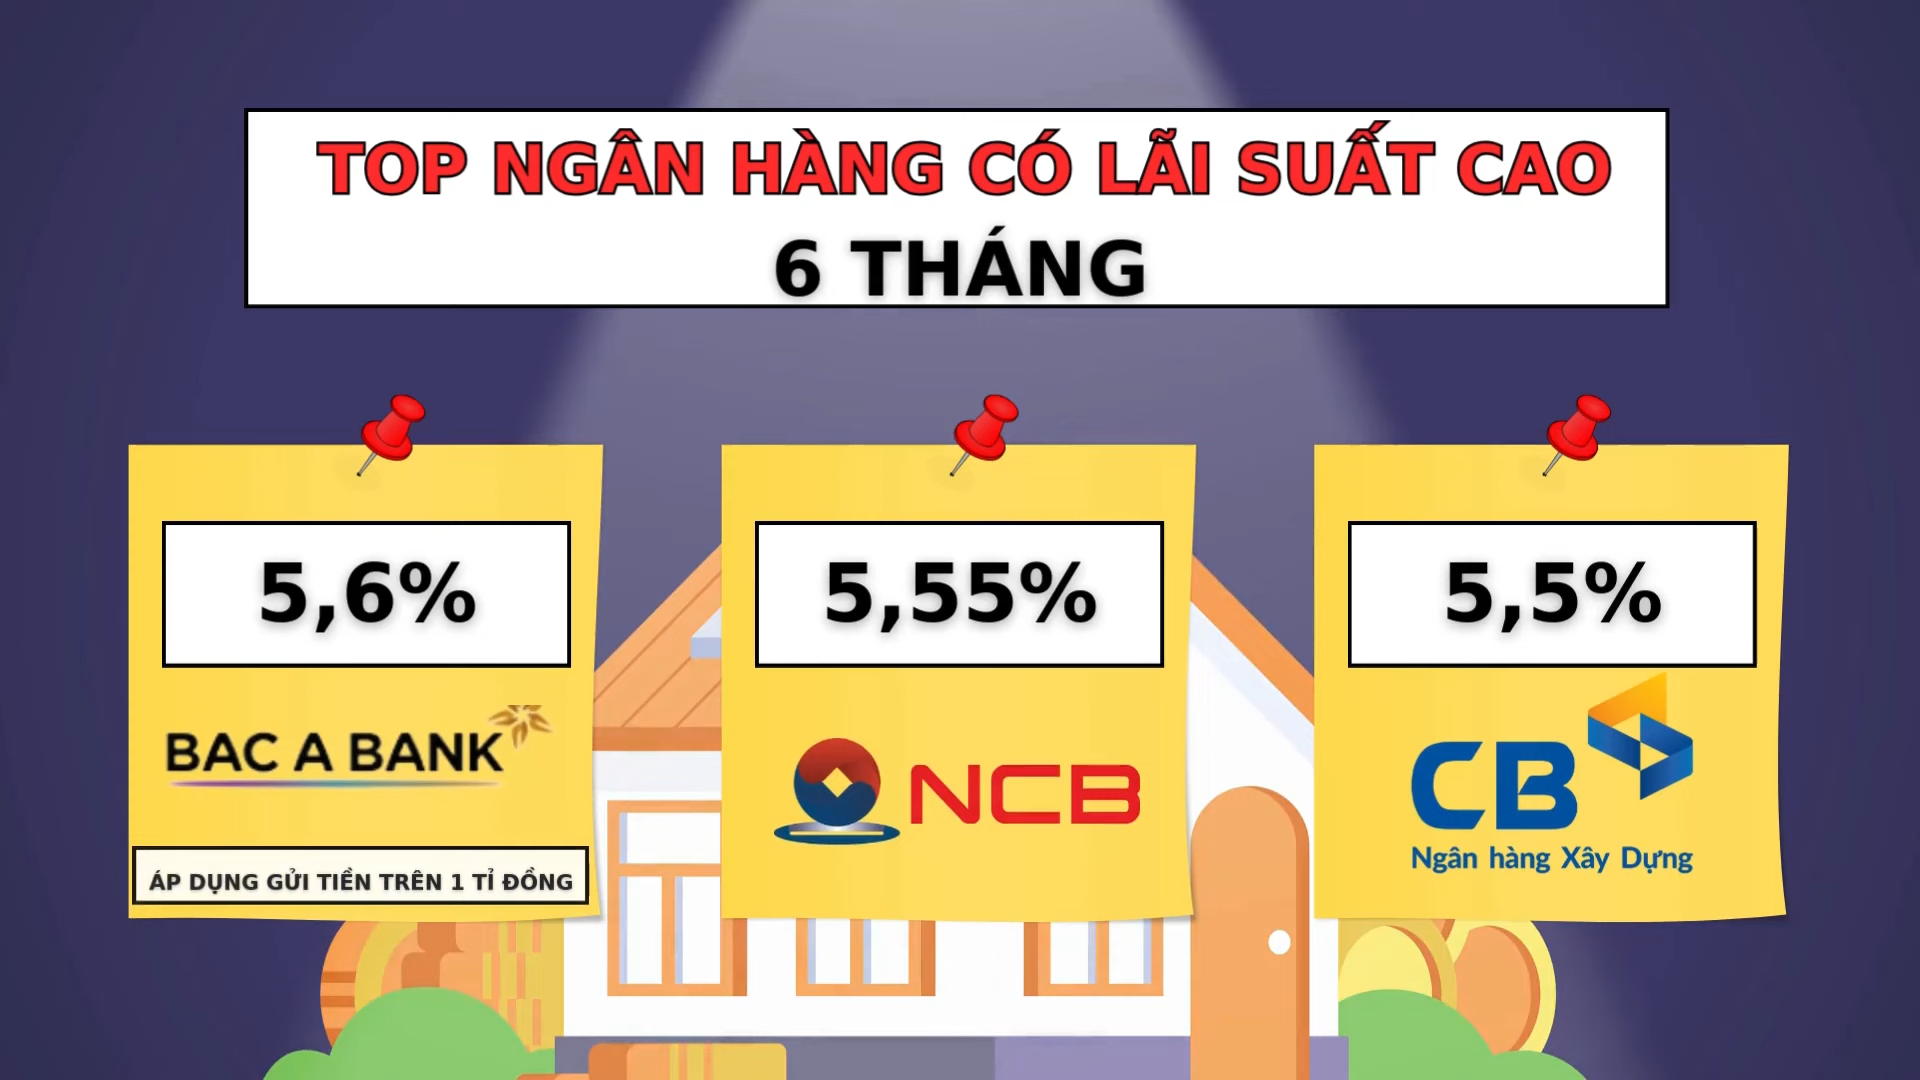 TOP NGÂN HÀNG CÓ LÃI SUẤT CAO
6 THÁNG
5,6%
BAC A BANK
ÁP DỤNG GỬI TIỀN TRÊN 1 TỈ ĐỒNG
5,55%
NCB
5,5%
CB
Ngân hàng Xây Dựng